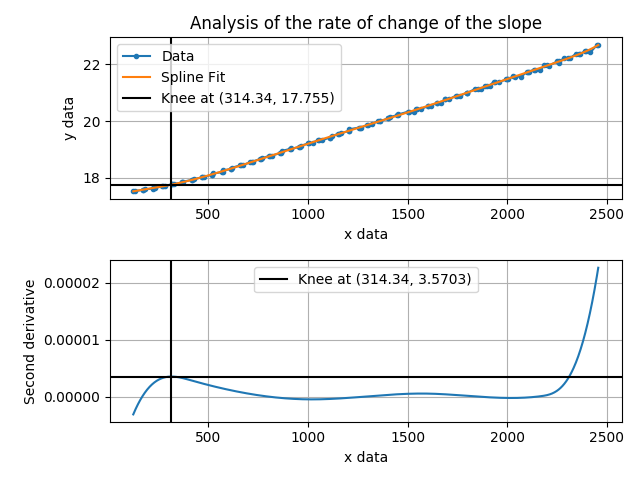 Analysis of the rate of change of the slope
Data
Spline Fit
Knee at (314.34, 17.755)
22
20
18
y data
500 1000 1500 2000 2500
x data
Knee at (314.34, 3.5703)
0.00002
0.00001
0.00000
Second derivative
500 1000 1500 2000 2500
x data